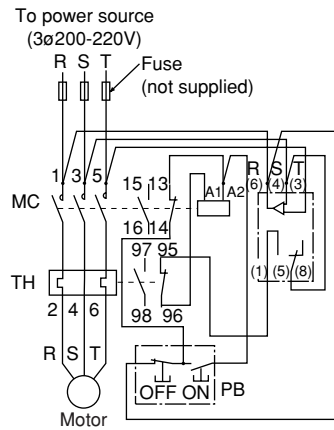 To power source
(3ø200-220V)
R S T
Fuse
(not supplied)
1 3 5
15 13
A1 A2
R S T
(6) (4) (3)
MC
16 14
97 95
(1) (5) (8)
TH
2 4 6
98 96
R S T
OFF ON PB
Motor